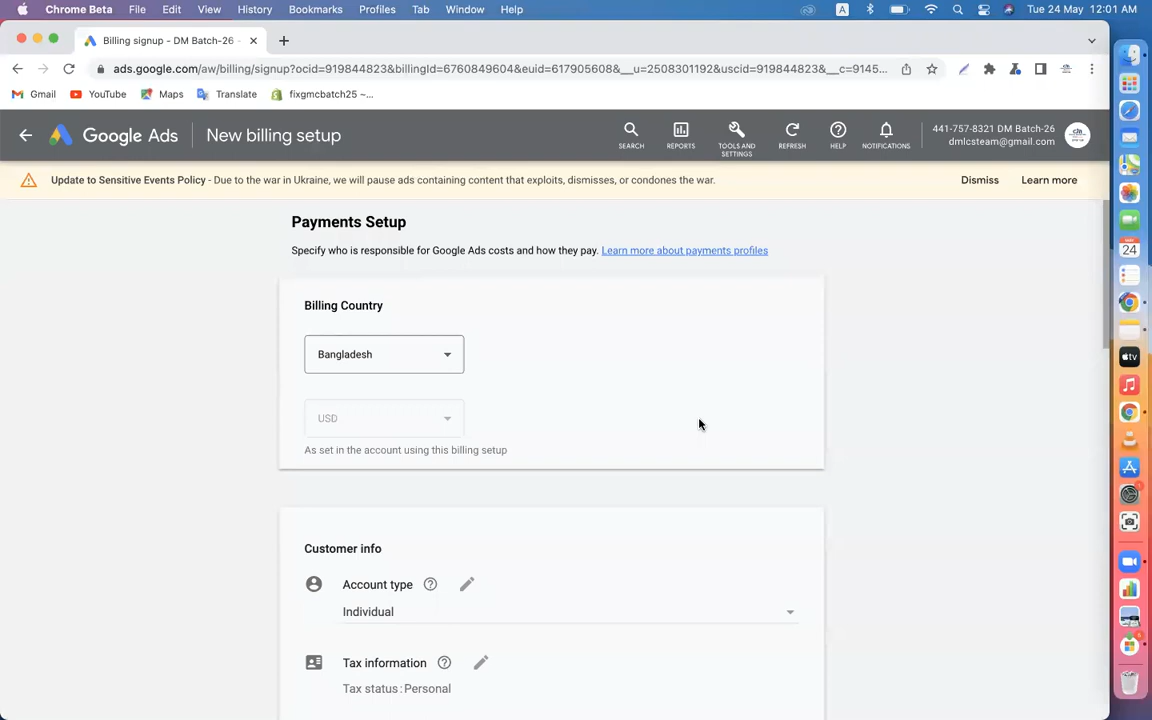 Chrome Beta File Edit View History Bookmarks Profiles Tab Window Help A Tue 24 May 12:01 AM
Billing signup - DM Batch-26 -
ads.google.com/aw/billing/signup?ocid=919844823&billingId=6760849604&euid=617905608&__u=2508301192&uscid=919844823&__c=9145...
Gmail YouTube Maps Translate fixgmcbatch25 ~...
Google Ads New billing setup
SEARCH REPORTS TOOLS AND SETTINGS REFRESH HELP NOTIFICATIONS
441-757-8321 DM Batch-26
dmlcsteam@gmail.com
Update to Sensitive Events Policy - Due to the war in Ukraine, we will pause ads containing content that exploits, dismisses, or condones the war. Dismiss Learn more
Payments Setup
Specify who is responsible for Google Ads costs and how they pay. Learn more about payments profiles
Billing Country
Bangladesh
USD
As set in the account using this billing setup
Customer info
Account type
Individual
Tax information
Tax status : Personal
24
tv